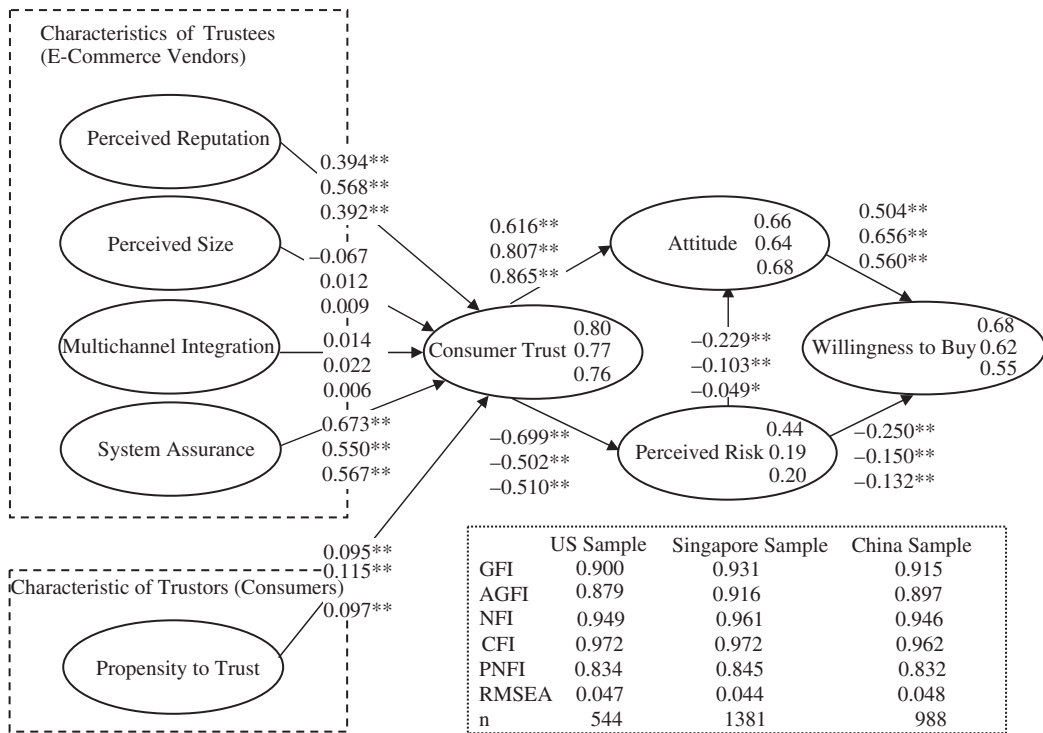 Characteristics of Trustees
(E-Commerce Vendors)
Perceived Reputation
0.394**
0.568**
0.392**
Perceived Size
–0.067
0.012
0.009
Multichannel Integration
0.014
0.022
0.006
System Assurance
0.673**
0.550**
0.567**
0.095**
0.115**
0.097**
Characteristic of Trustors (Consumers)
Propensity to Trust
Consumer Trust
0.80
0.77
0.76
0.616**
0.807**
0.865**
Attitude
0.66
0.64
0.68
0.504**
0.656**
0.560**
–0.229**
–0.103**
–0.049*
Willingness to Buy
0.68
0.62
0.55
–0.699**
–0.502**
–0.510**
Perceived Risk
0.44
0.19
0.20
–0.250**
–0.150**
–0.132**
US Sample Singapore Sample China Sample
GFI 0.900 0.931 0.915
AGFI 0.879 0.916 0.897
NFI 0.949 0.961 0.946
CFI 0.972 0.972 0.962
PNFI 0.834 0.845 0.832
RMSEA 0.047 0.044 0.048
n 544 1381 988